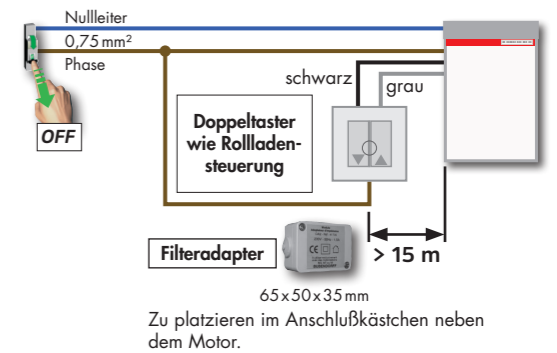 Nullleiter
0,75 mm²
Phase
OFF
schwarz
grau
Doppeltaster
wie Rollladen-
steuerung
Filteradapter
> 15 m
65 x 50 x 35 mm
Zu platzieren im Anschlußkästchen neben
dem Motor.